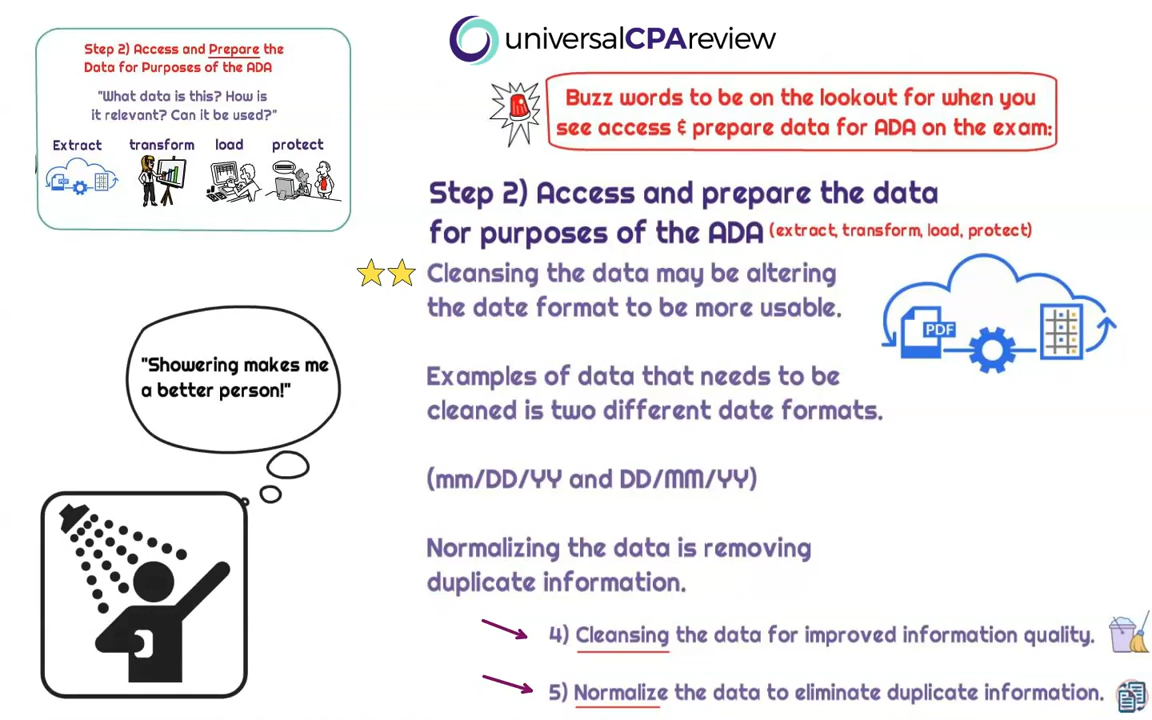 Step 2) Access and Prepare the
Data for Purposes of the ADA
"What data is this? How is
it relevant? Can it be used?"
Extract transform load protect
universalCPAreview
Buzz words to be on the lookout for when you
see access & prepare data for ADA on the exam:
Step 2) Access and prepare the data
for purposes of the ADA (extract, transform, load, protect)
Cleansing the data may be altering
the date format to be more usable.
PDF
Examples of data that needs to be
cleaned is two different date formats.
(mm/DD/YY and DD/MM/YY)
Normalizing the data is removing
duplicate information.
4) Cleansing the data for improved information quality.
5) Normalize the data to eliminate duplicate information.
"Showering makes me
a better person!"